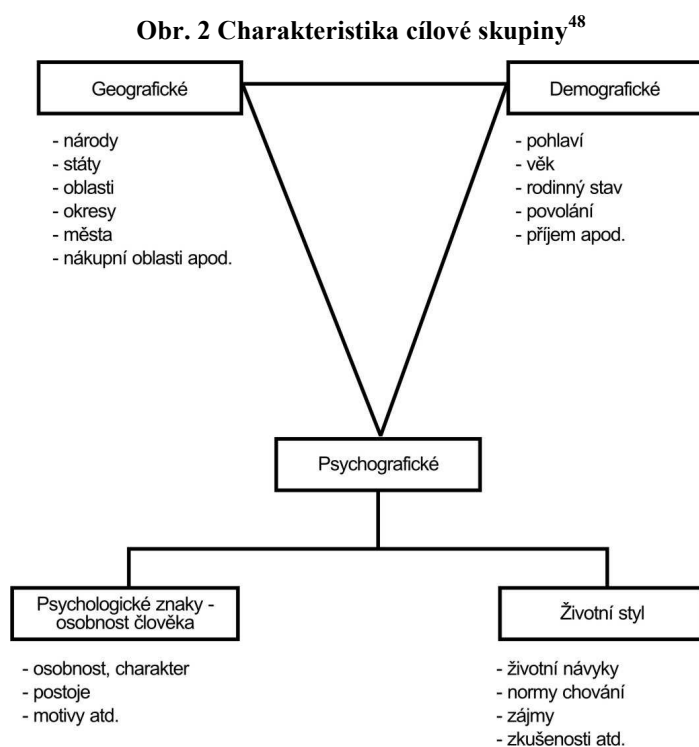 Obr. 2 Charakteristika cílové skupiny48
Geografické
- národy
- státy
- oblasti
- okresy
- města
- nákupní oblasti apod.
Demografické
- pohlaví
- věk
- rodinný stav
- povolání
- příjem apod.
Psychografické
Psychologické znaky -
osobnost člověka
- osobnost, charakter
- postoje
- motivy atd.
Životní styl
- životní návyky
- normy chování
- zájmy
- zkušenosti atd.